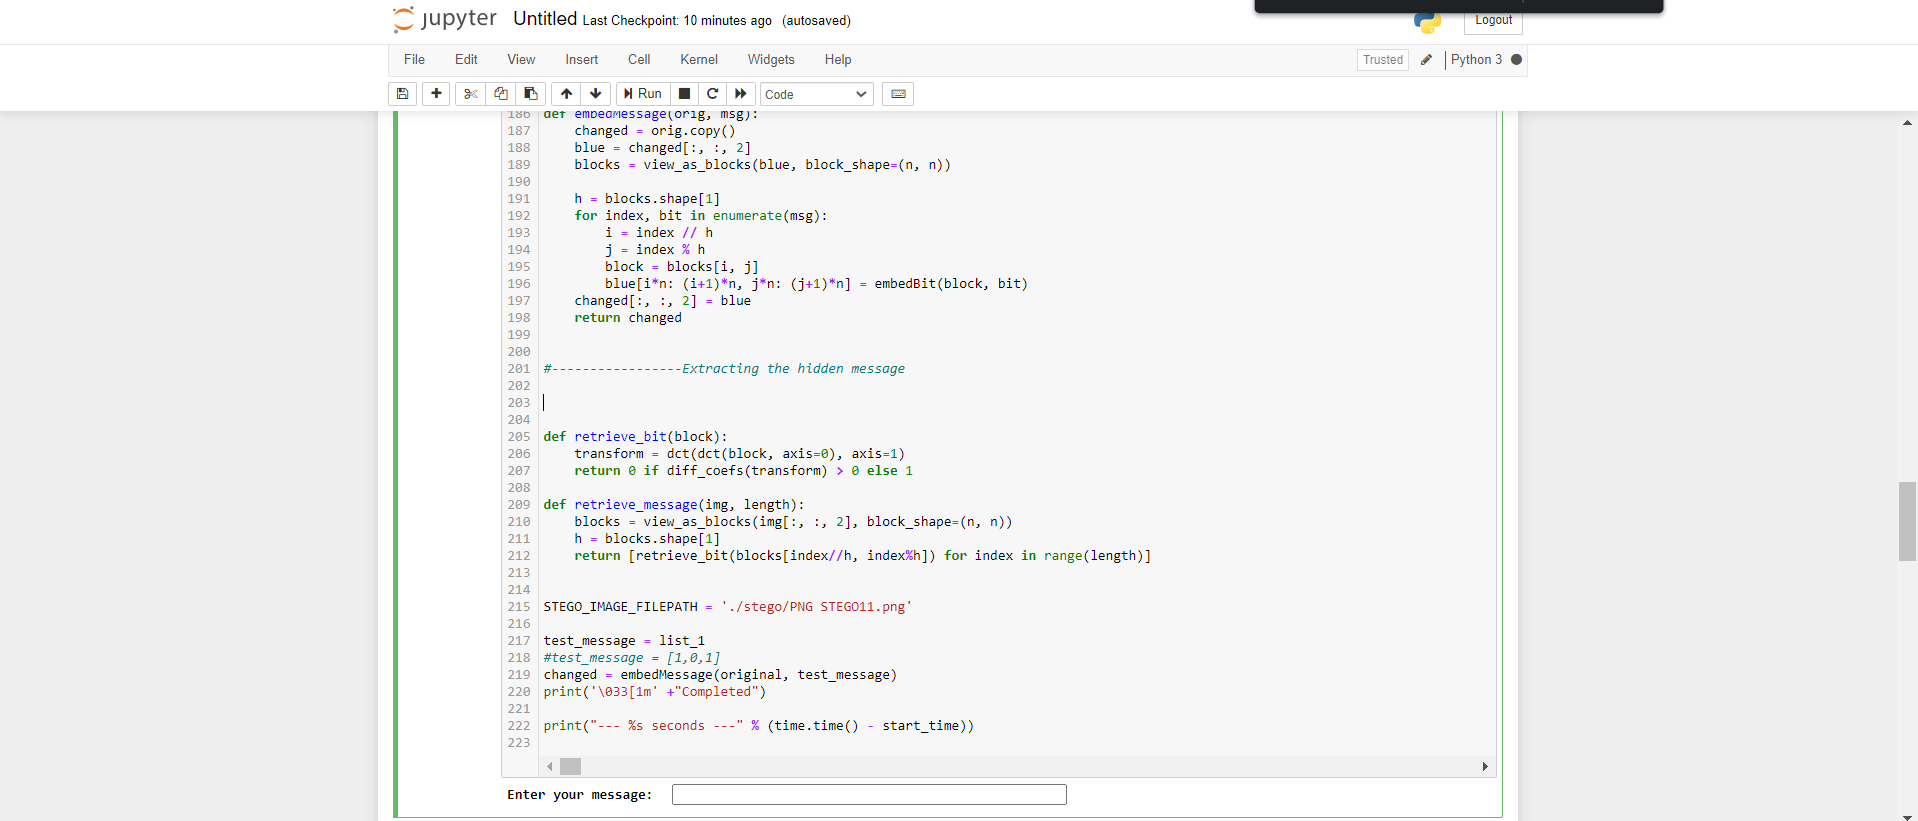 jupyter Untitled Last Checkpoint: 10 minutes ago (autosaved)
Logout
File Edit View Insert Cell Kernel Widgets Help
Trusted Python 3
Run Code
186 def embedMessage(orig, msg):
187     changed = orig.copy()
188     blue = changed[:, :, 2]
189     blocks = view_as_blocks(blue, block_shape=(n, n))
190
191     h = blocks.shape[1]
192     for index, bit in enumerate(msg):
193         i = index // h
194         j = index % h
195         block = blocks[i, j]
196         blue[i*n: (i+1)*n, j*n: (j+1)*n] = embedBit(block, bit)
197     changed[:, :, 2] = blue
198     return changed
199
200
201 #-----------------Extracting the hidden message
202
203
204
205 def retrieve_bit(block):
206     transform = dct(dct(block, axis=0), axis=1)
207     return 0 if diff_coefs(transform) > 0 else 1
208
209 def retrieve_message(img, length):
210     blocks = view_as_blocks(img[:, :, 2], block_shape=(n, n))
211     h = blocks.shape[1]
212     return [retrieve_bit(blocks[index//h, index%h]) for index in range(length)]
213
214
215 STEGO_IMAGE_FILEPATH = './stego/PNG STEGO11.png'
216
217 test_message = list_1
218 #test_message = [1,0,1]
219 changed = embedMessage(original, test_message)
220 print('\033[1m' +"Completed")
221
222 print("--- %s seconds ---" % (time.time() - start_time))
223
Enter your message: